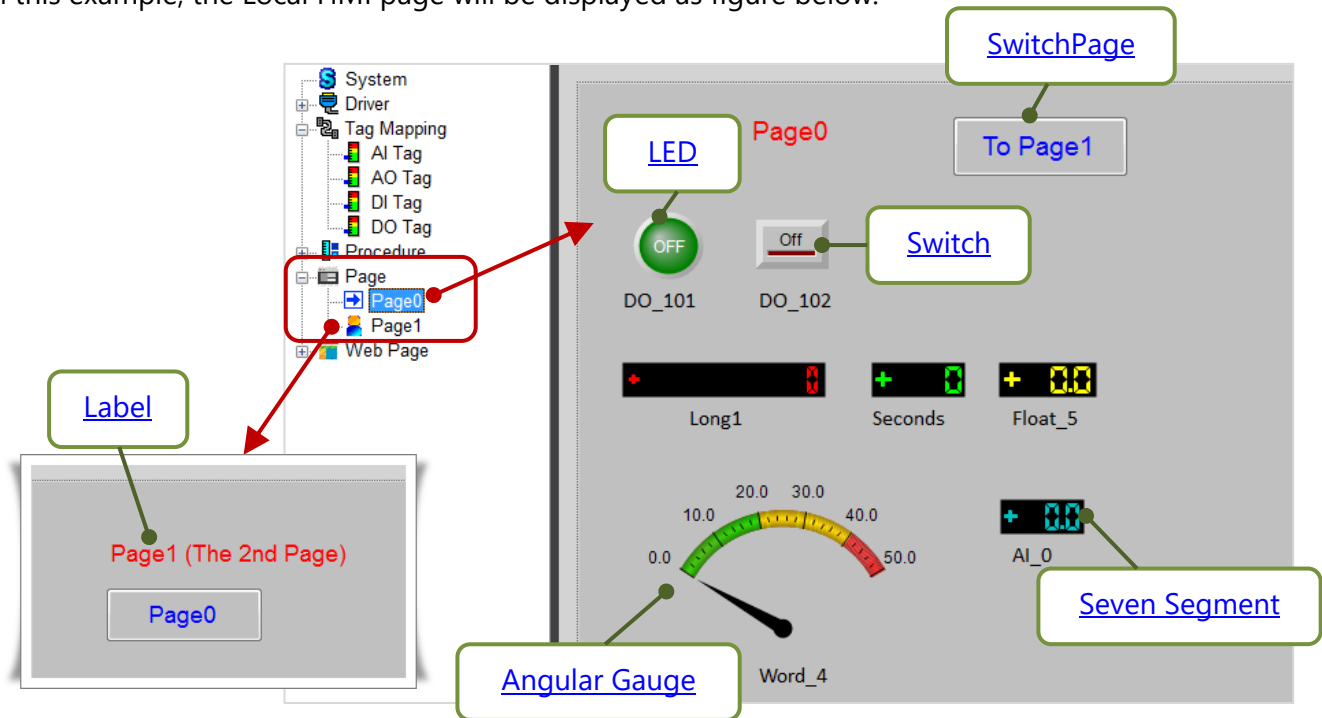 this example, the Local HMI page will be displayed as figure below.
SwitchPage
System
Driver
Tag Mapping
AI Tag
AO Tag
DI Tag
DO Tag
Procedure
Page
Page0
Page1
Web Page
Page0
To Page1
LED
OFF
Off
Switch
DO_101
DO_102
+ 0
+ 0
+ 0.0
Long1
Seconds
Float_5
Label
Page1 (The 2nd Page)
Page0
0.0
10.0
20.0
30.0
40.0
50.0
Word_4
Angular Gauge
+ 0.0
AI_0
Seven Segment